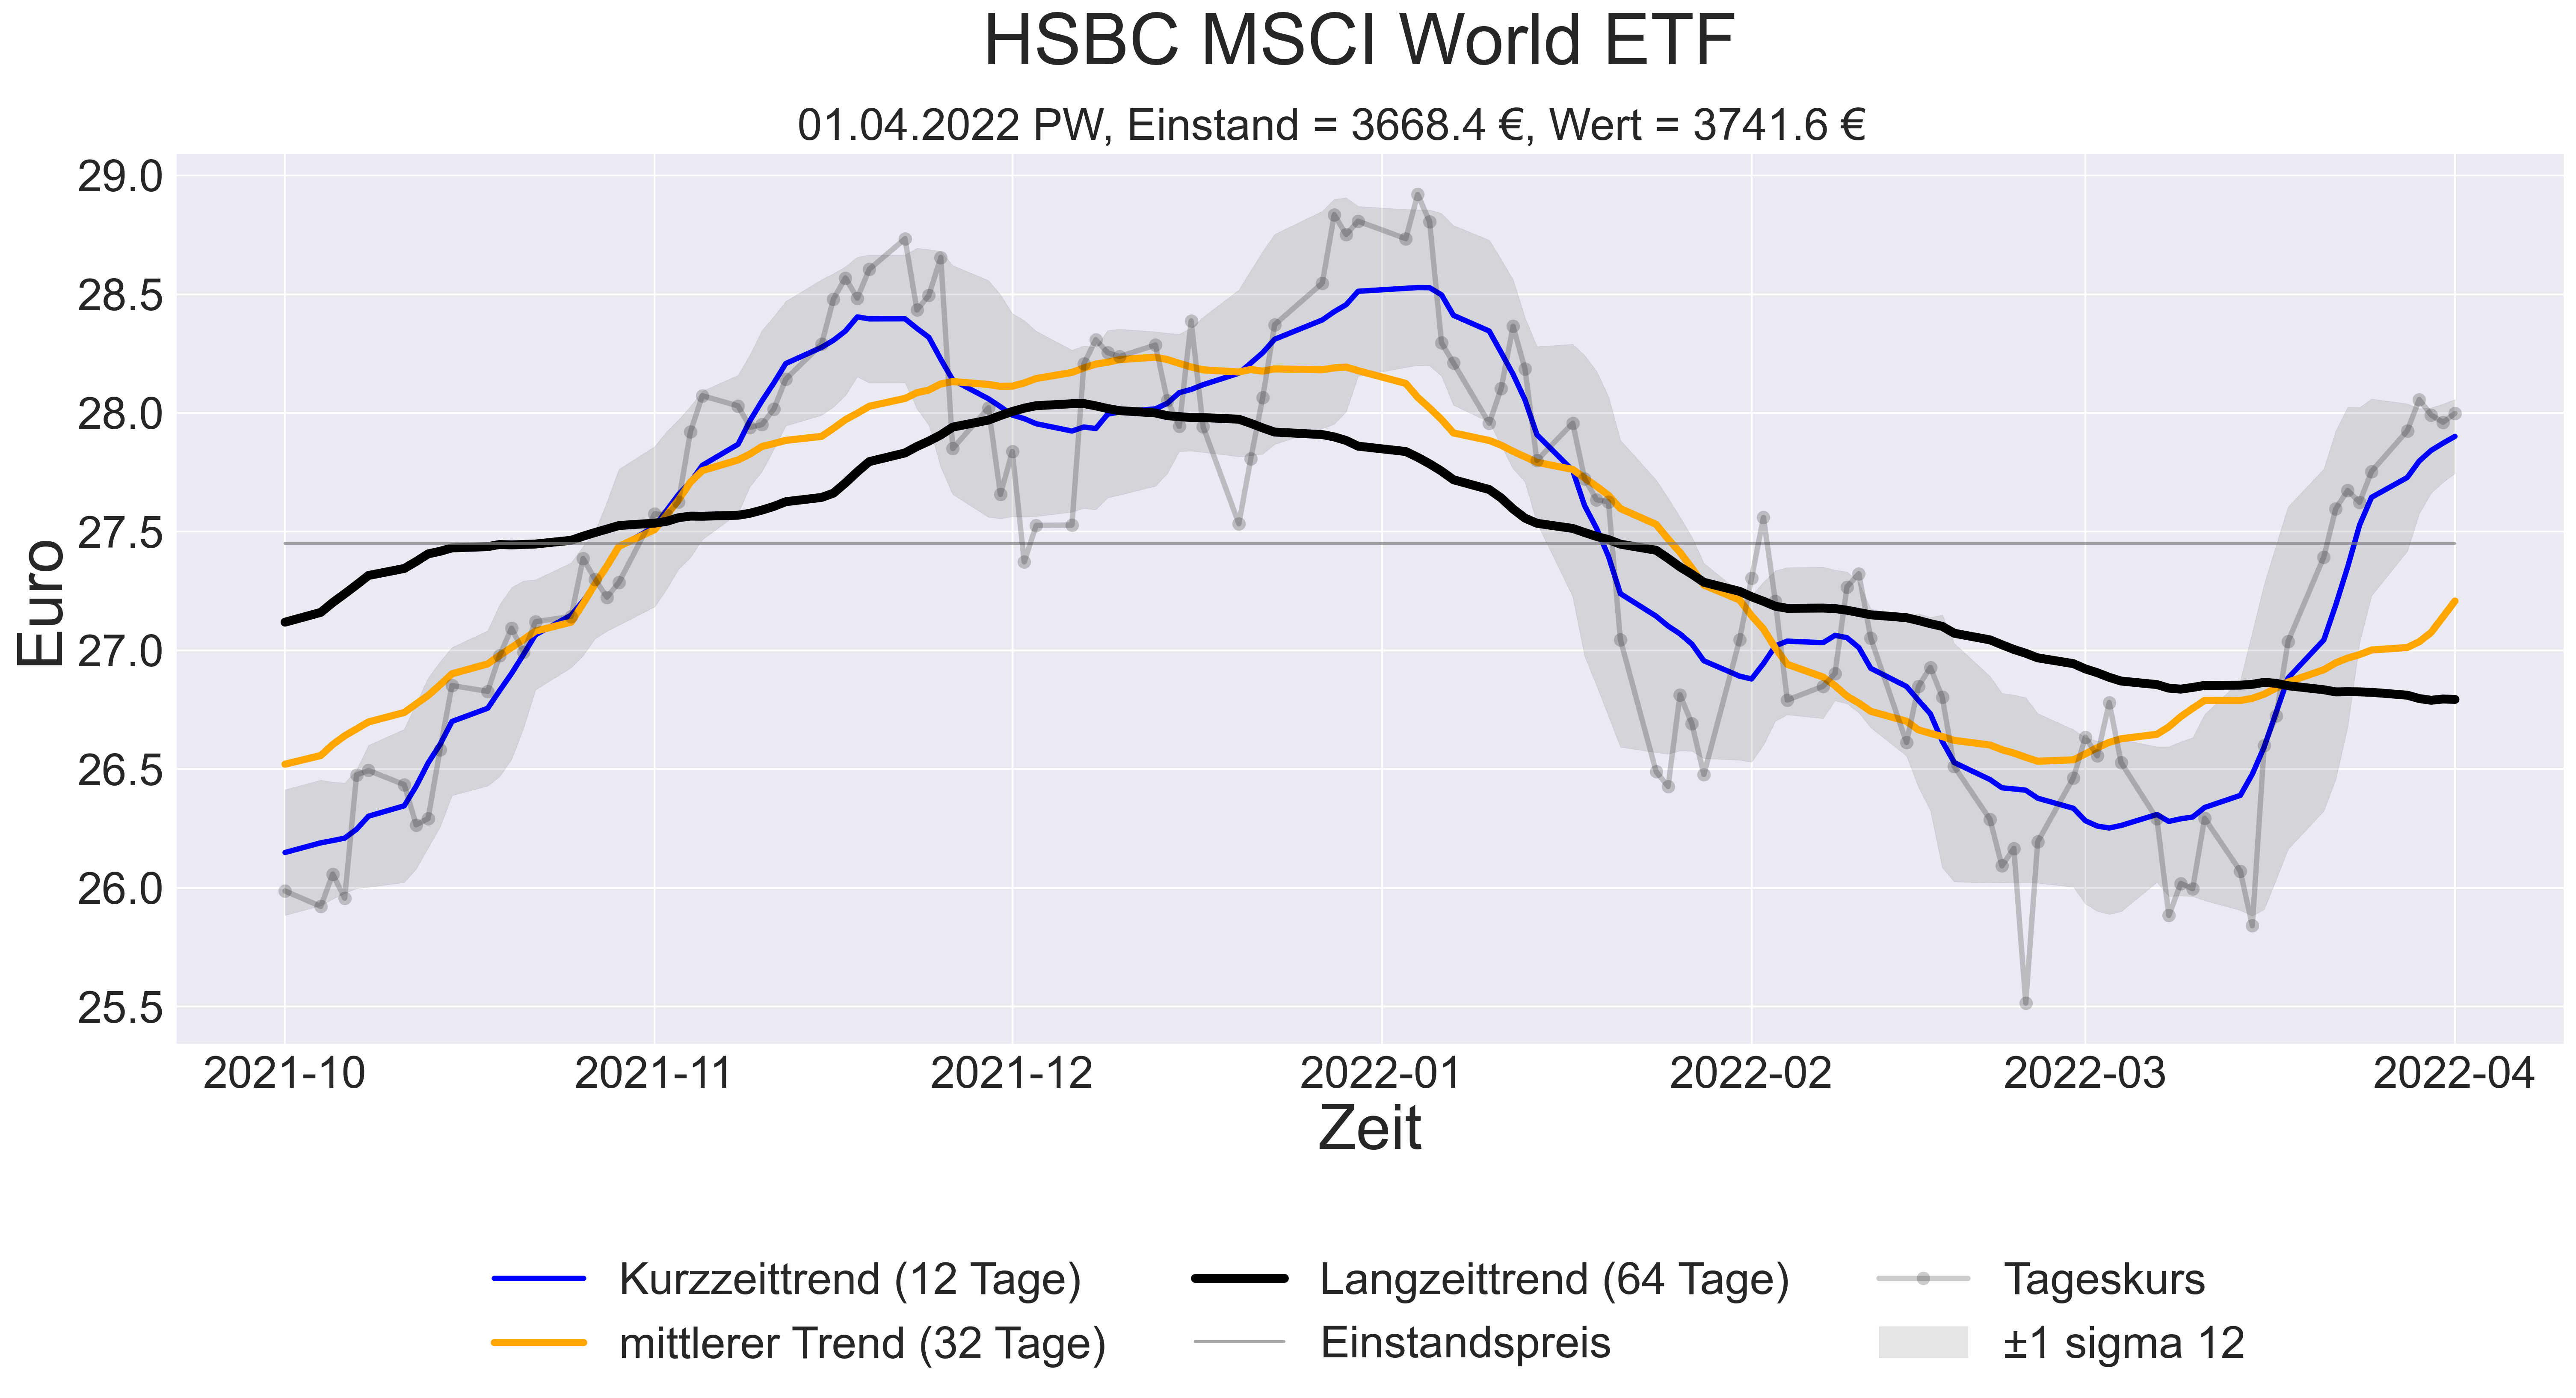 HSBC MSCI World ETF
01.04.2022 PW, Einstand = 3668.4 €, Wert = 3741.6 €
Euro
29.0
28.5
28.0
27.5
27.0
26.5
26.0
25.5
2021-10 2021-11 2021-12 2022-01 2022-02 2022-03 2022-04
Zeit
Kurzzeittrend (12 Tage) Langzeittrend (64 Tage) Tageskurs
mittlerer Trend (32 Tage) Einstandspreis ±1 sigma 12